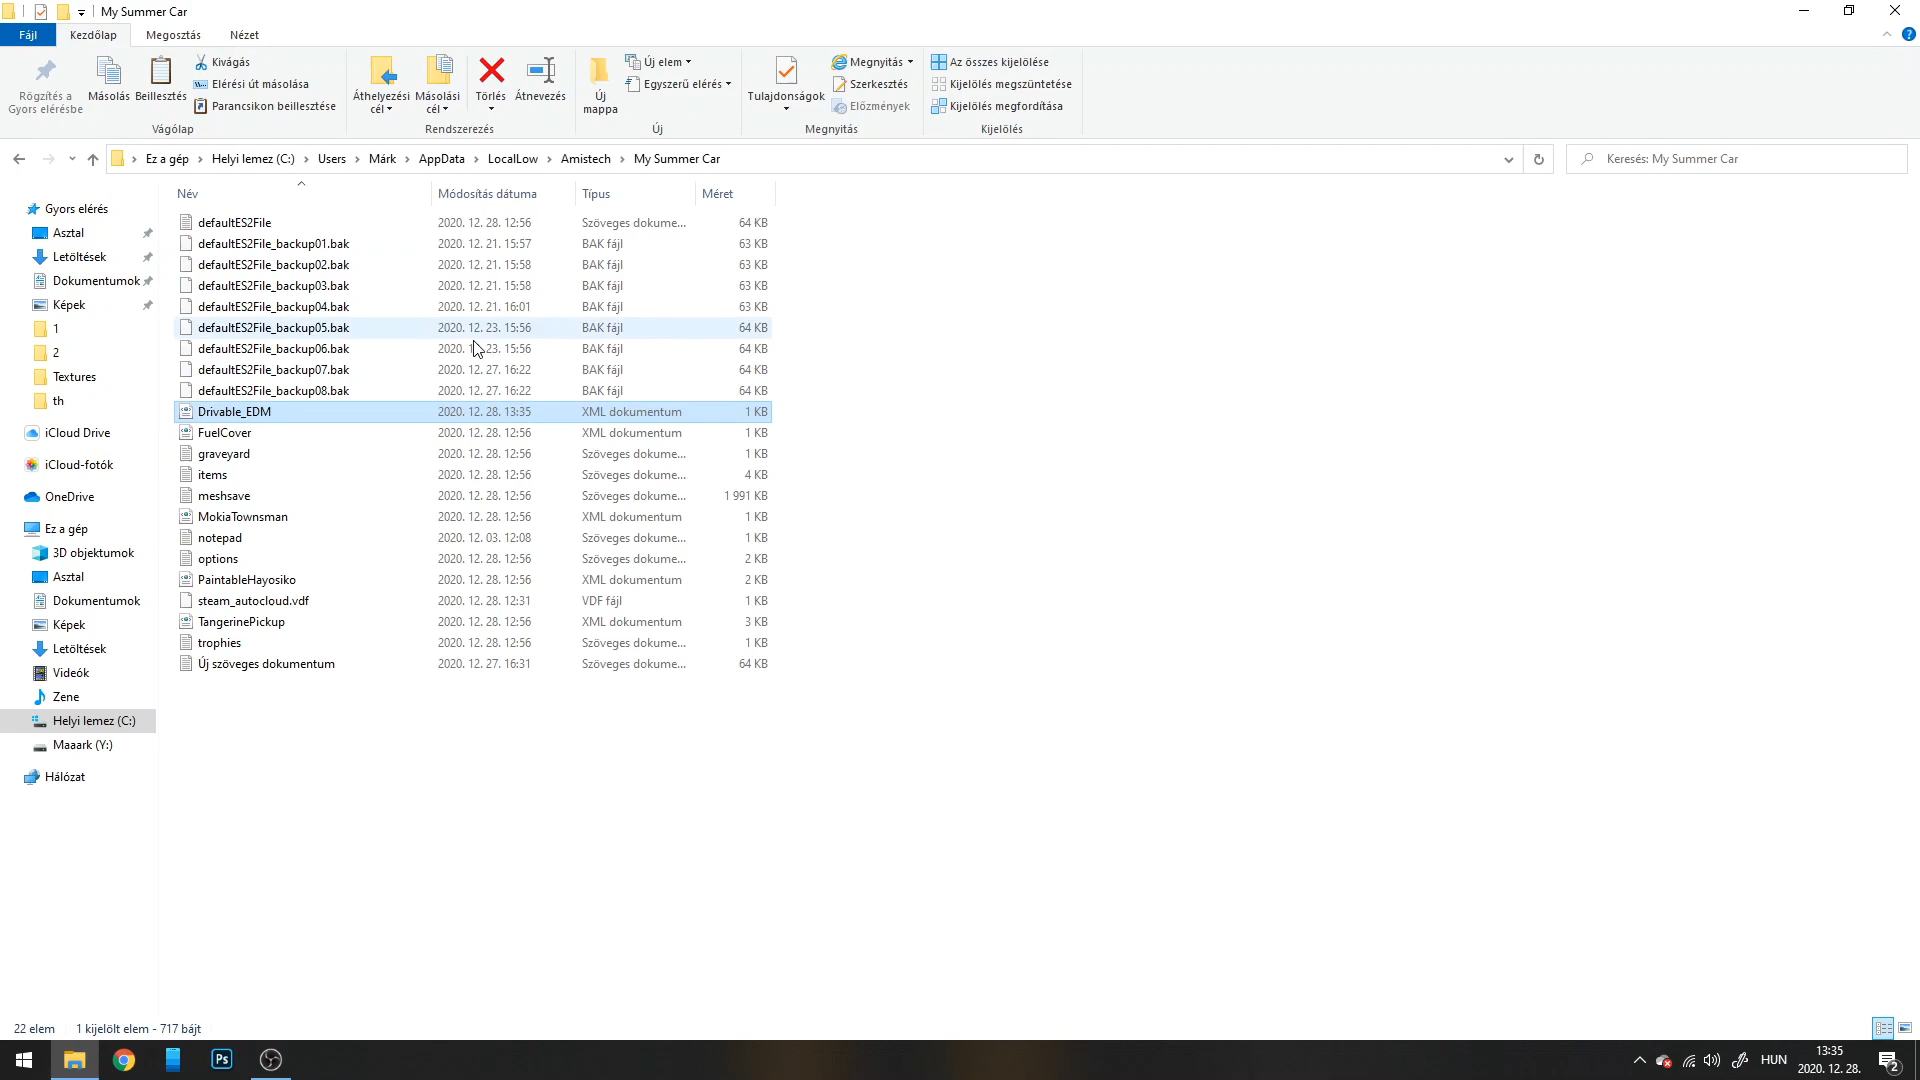 My Summer Car
Fájl Kezdőlap Megosztás Nézet
Rögzítés a Gyors elérésbe
Másolás
Beillesztés
Kivágás
Elérési út másolása
Parancsikon beillesztése
Vágólap
Áthelyezési cél
Másolási cél
Törlés
Átnevezés
Rendszerezés
Új mappa
Új elem
Egyszerű elérés
Új
Tulajdonságok
Megnyitás
Szerkesztés
Előzmények
Megnyitás
Az összes kijelölése
Kijelölés megszüntetése
Kijelölés megfordítása
Kijelölés
Ez a gép Helyi lemez (C:) Users Márk AppData LocalLow Amistech My Summer Car
Keresés: My Summer Car
Gyors elérés
Asztal
Letöltések
Dokumentumok
Képek
1
2
Textures
th
iCloud Drive
iCloud-fotók
OneDrive
Ez a gép
3D objektumok
Asztal
Dokumentumok
Képek
Letöltések
Videók
Zene
Helyi lemez (C:)
Maaark (Y:)
Hálózat
Név Módosítás dátuma Típus Méret
defaultES2File 2020. 12. 28. 12:56 Szöveges dokume... 64 KB
defaultES2File_backup01.bak 2020. 12. 21. 15:57 BAK fájl 63 KB
defaultES2File_backup02.bak 2020. 12. 21. 15:58 BAK fájl 63 KB
defaultES2File_backup03.bak 2020. 12. 21. 15:58 BAK fájl 63 KB
defaultES2File_backup04.bak 2020. 12. 21. 16:01 BAK fájl 63 KB
defaultES2File_backup05.bak 2020. 12. 23. 15:56 BAK fájl 64 KB
defaultES2File_backup06.bak 2020. 12. 23. 15:56 BAK fájl 64 KB
defaultES2File_backup07.bak 2020. 12. 27. 16:22 BAK fájl 64 KB
defaultES2File_backup08.bak 2020. 12. 27. 16:22 BAK fájl 64 KB
Drivable_EDM 2020. 12. 28. 13:35 XML dokumentum 1 KB
FuelCover 2020. 12. 28. 12:56 XML dokumentum 1 KB
graveyard 2020. 12. 28. 12:56 Szöveges dokume... 1 KB
items 2020. 12. 28. 12:56 Szöveges dokume... 4 KB
meshsave 2020. 12. 28. 12:56 Szöveges dokume... 1 991 KB
MokiaTownsman 2020. 12. 28. 12:56 XML dokumentum 1 KB
notepad 2020. 12. 03. 12:08 Szöveges dokume... 1 KB
options 2020. 12. 28. 12:56 Szöveges dokume... 2 KB
PaintableHayosiko 2020. 12. 28. 12:56 XML dokumentum 2 KB
steam_autocloud.vdf 2020. 12. 28. 12:31 VDF fájl 1 KB
TangerinePickup 2020. 12. 28. 12:56 XML dokumentum 3 KB
trophies 2020. 12. 28. 12:56 Szöveges dokume... 1 KB
Új szöveges dokumentum 2020. 12. 27. 16:31 Szöveges dokume... 64 KB
22 elem 1 kijelölt elem - 717 bájt
Ps
HUN
13:35
2020. 12. 28.
2